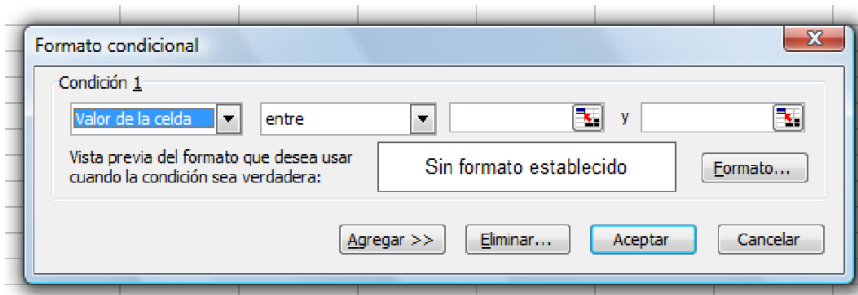 Formato condicional
Condición 1
Valor de la celda entre y
Vista previa del formato que desea usar
cuando la condición sea verdadera:
Sin formato establecido
Formato...
Agregar >> Eliminar... Aceptar Cancelar